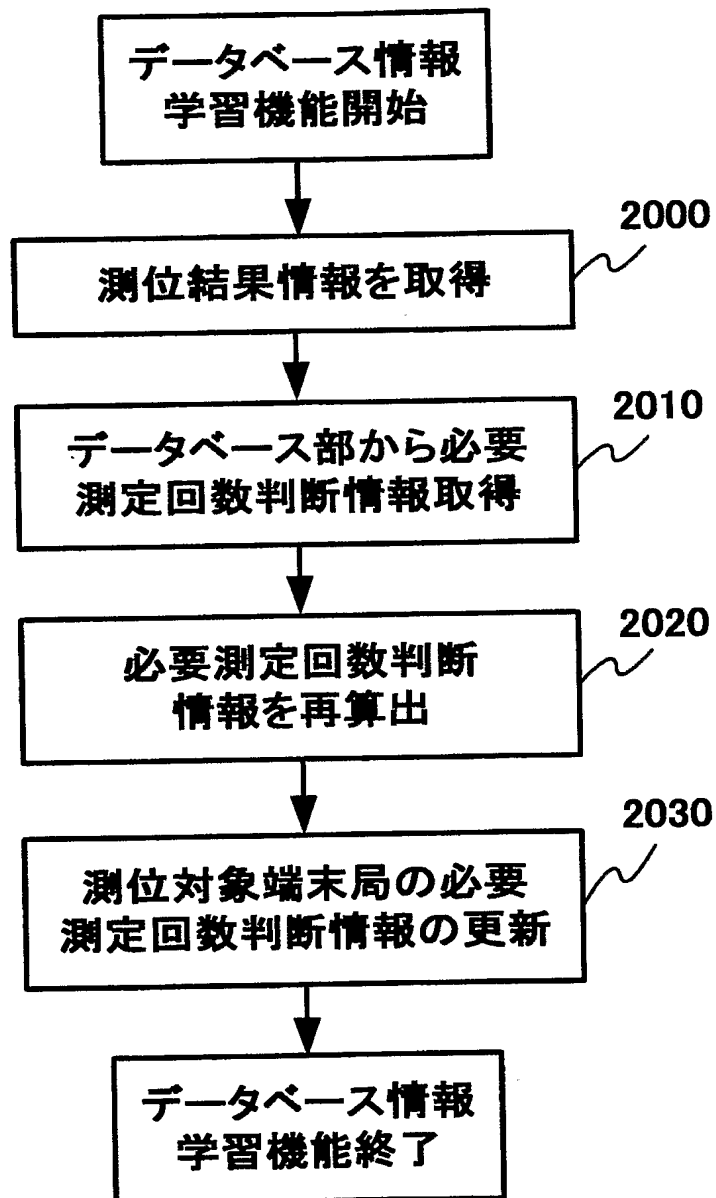 データベース情報
学習機能開始
2000
測位結果情報を取得
2010
データベース部から必要
測定回数判断情報取得
2020
必要測定回数判断
情報を再算出
2030
測位対象端末局の必要
測定回数判断情報の更新
データベース情報
学習機能終了